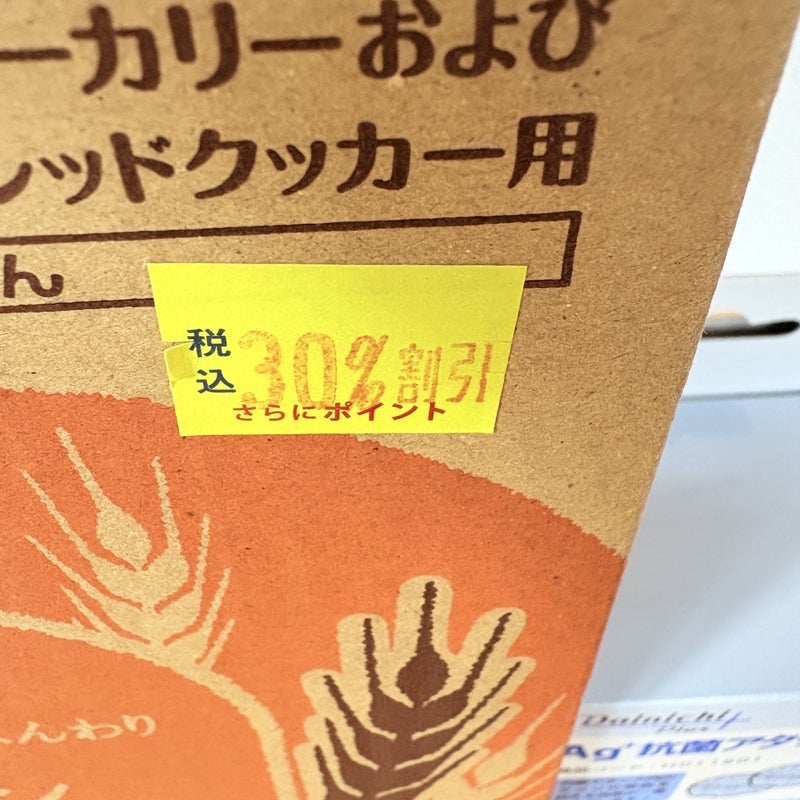 ーカリーおよび
レッドクッカー用
ん
税込
30%割引
さらにポイント
んわり
Dainichi
Plus
Ag+抗菌アタ